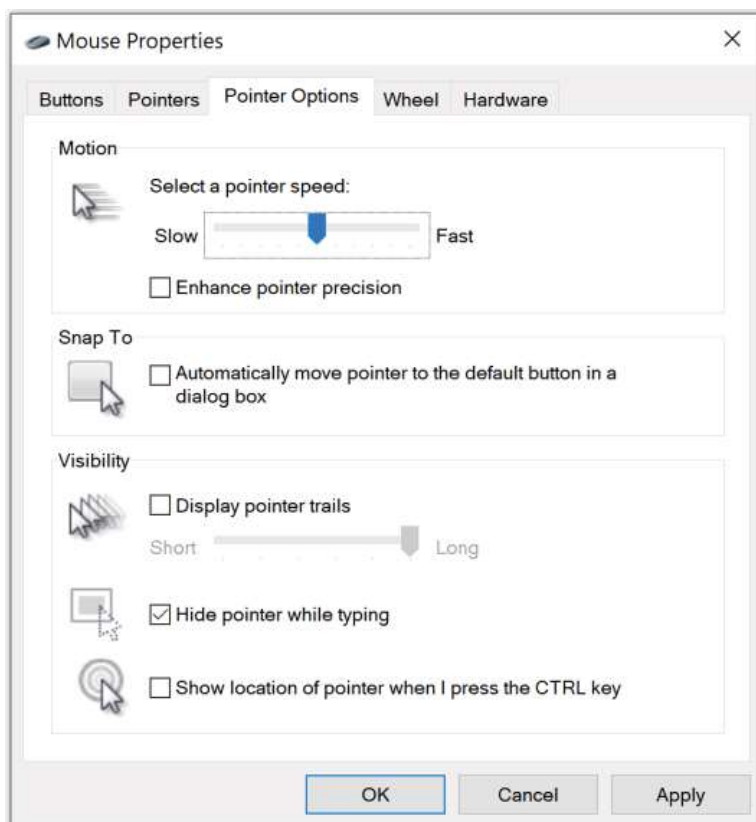 Mouse Properties
Buttons Pointers Pointer Options Wheel Hardware
Motion
Select a pointer speed:
Slow Fast
Enhance pointer precision
Snap To
Automatically move pointer to the default button in a
dialog box
Visibility
Display pointer trails
Short Long
Hide pointer while typing
Show location of pointer when I press the CTRL key
OK Cancel Apply